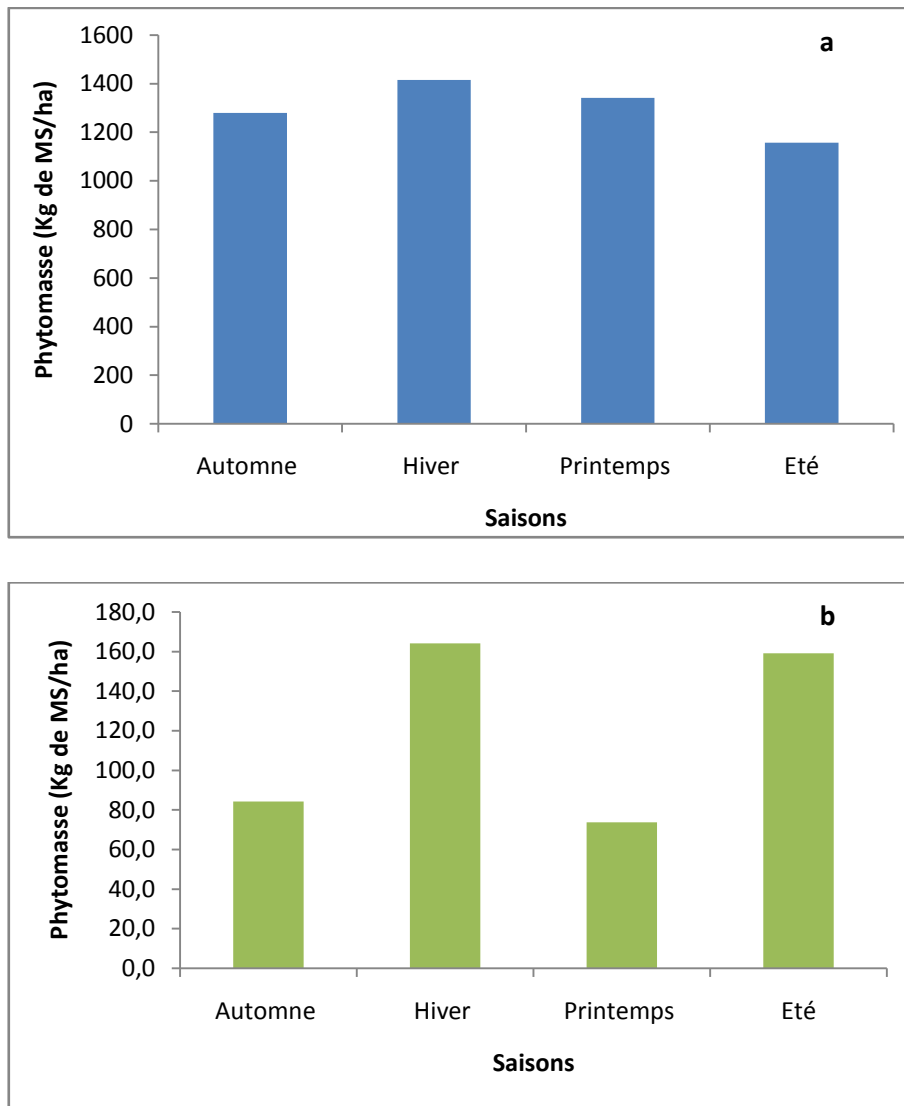 a
1600
1400
1200
1000
800
600
400
200
0
Phytomasse (Kg de MS/ha)
Automne Hiver Printemps Eté
Saisons
b
180,0
160,0
140,0
120,0
100,0
80,0
60,0
40,0
20,0
0,0
Phytomasse (Kg de MS/ha)
Automne Hiver Printemps Eté
Saisons